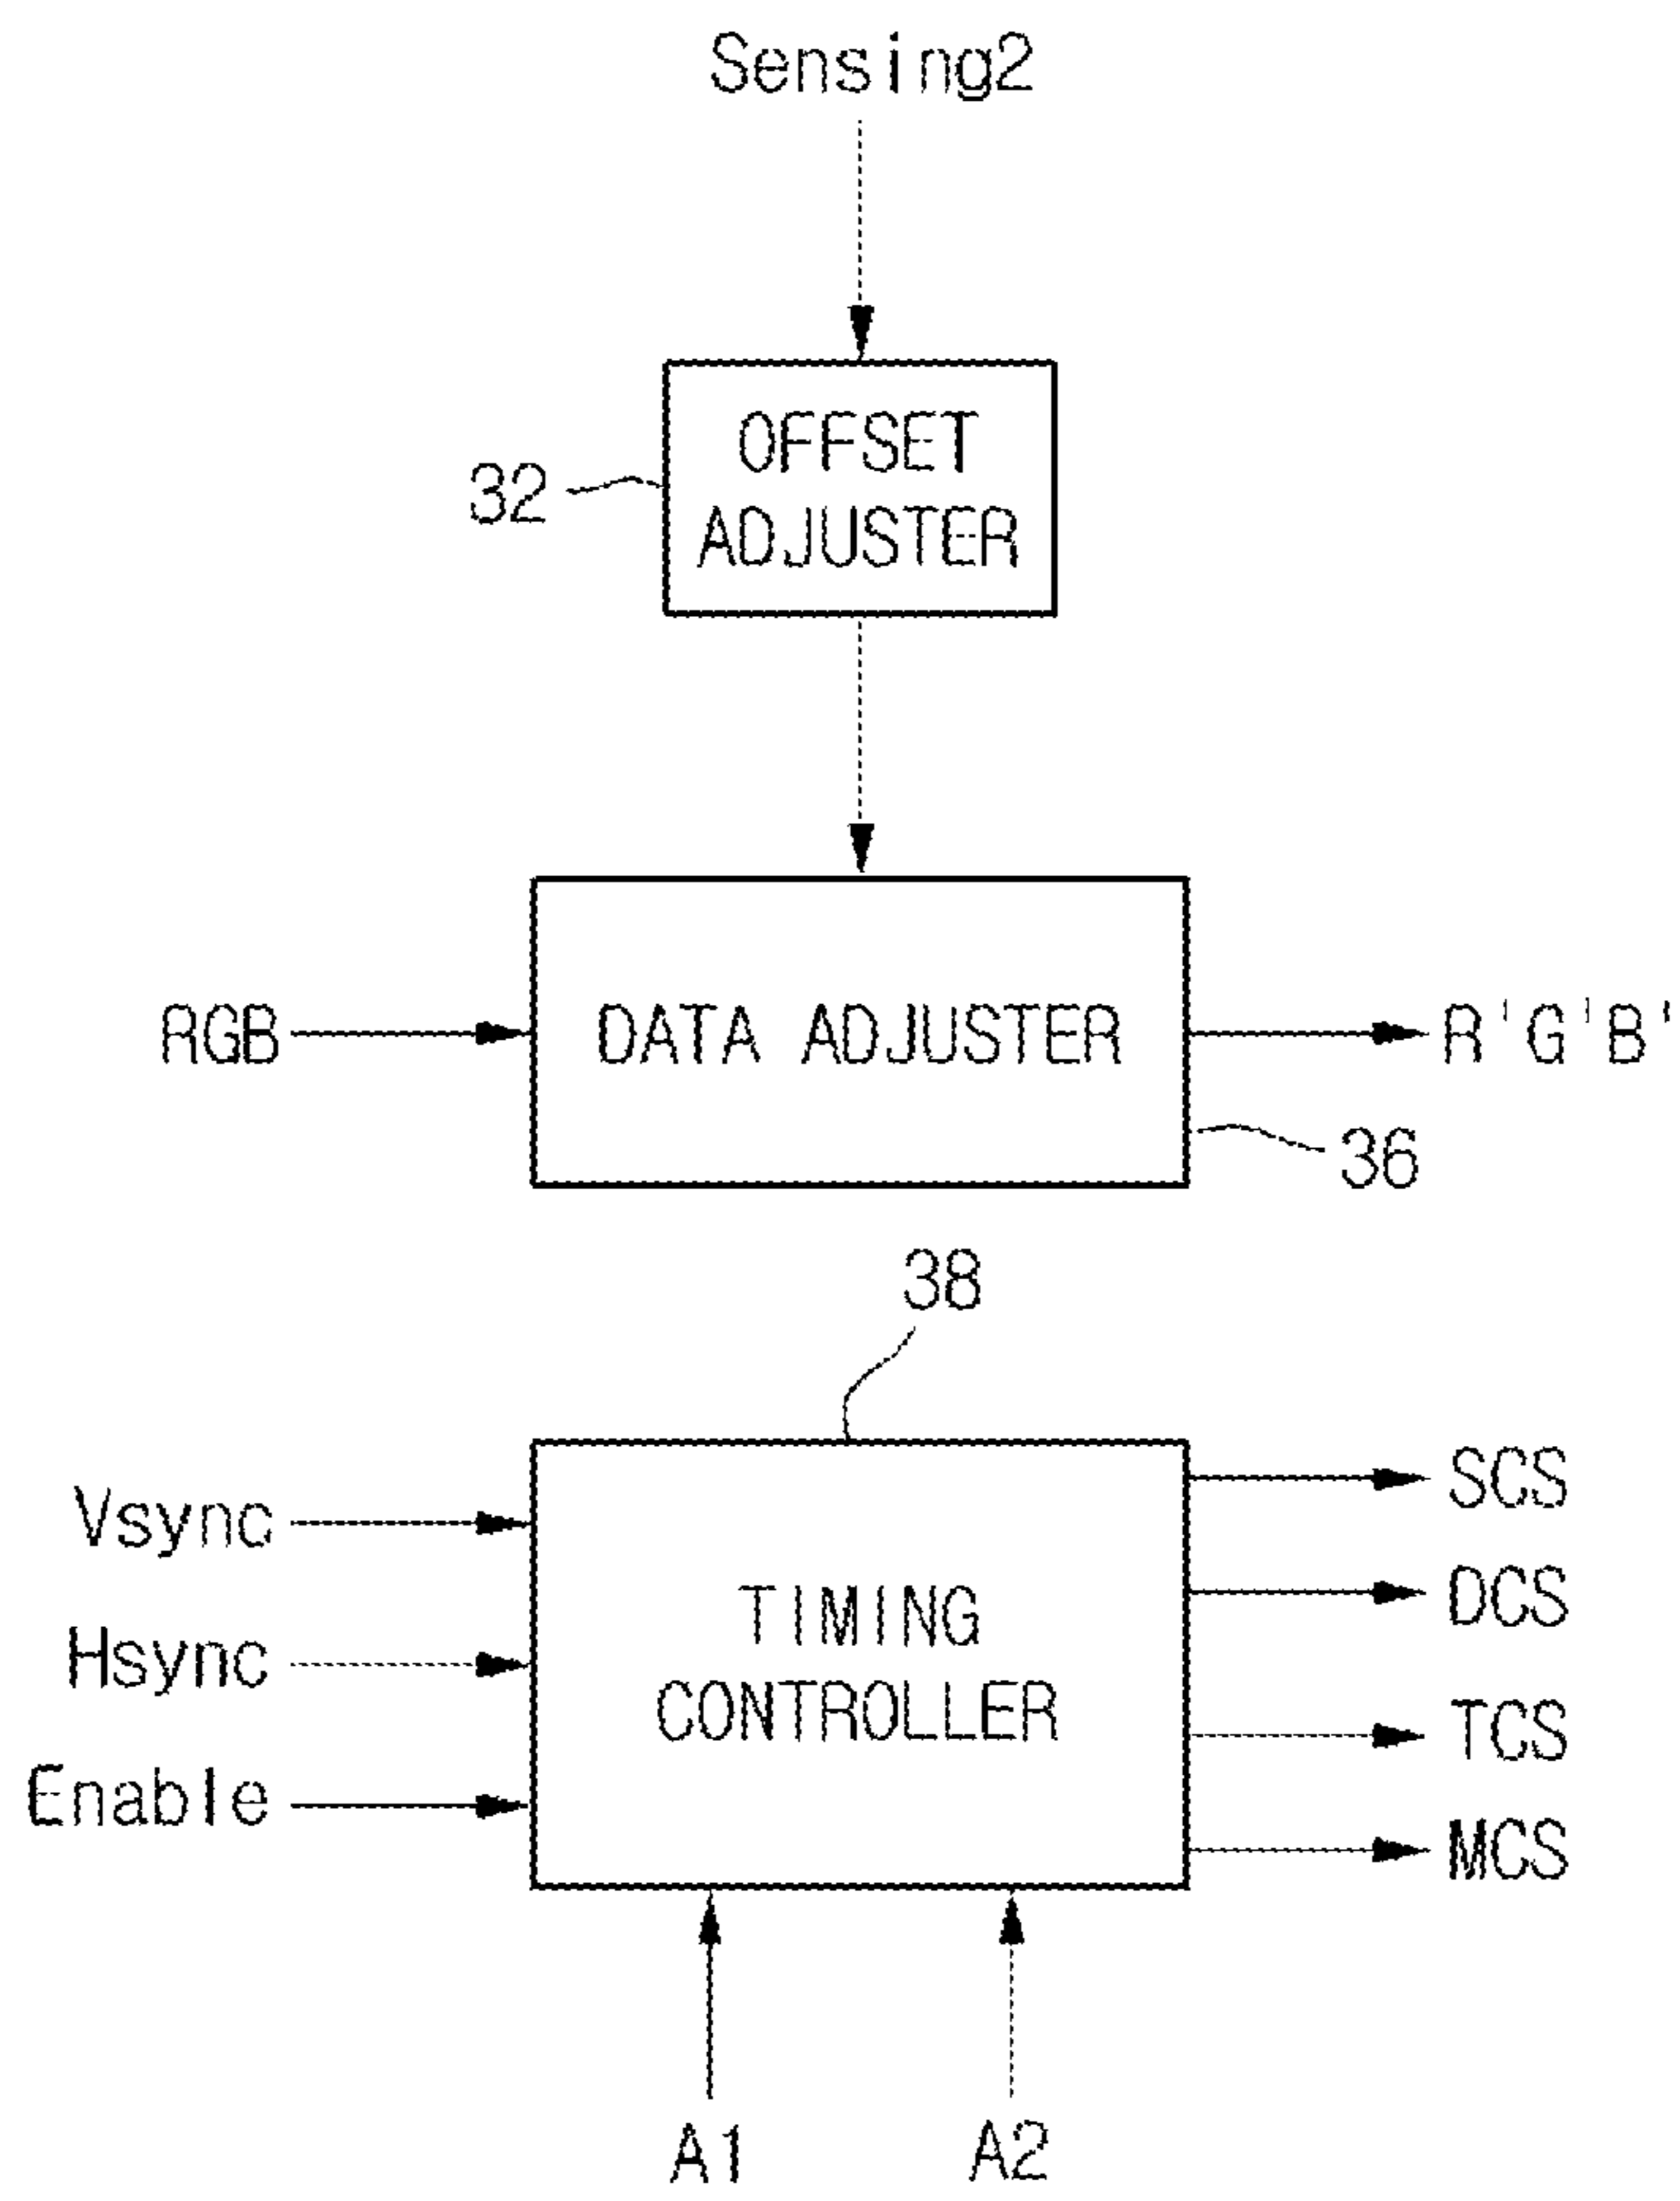 Sensing2
OFFSET
ADJUSTER
32
RGB
DATA ADJUSTER
R'G'B'
36
38
Vsync
Hsync
Enable
TIMING
CONTROLLER
SCS
DCS
TCS
MCS
A1
A2